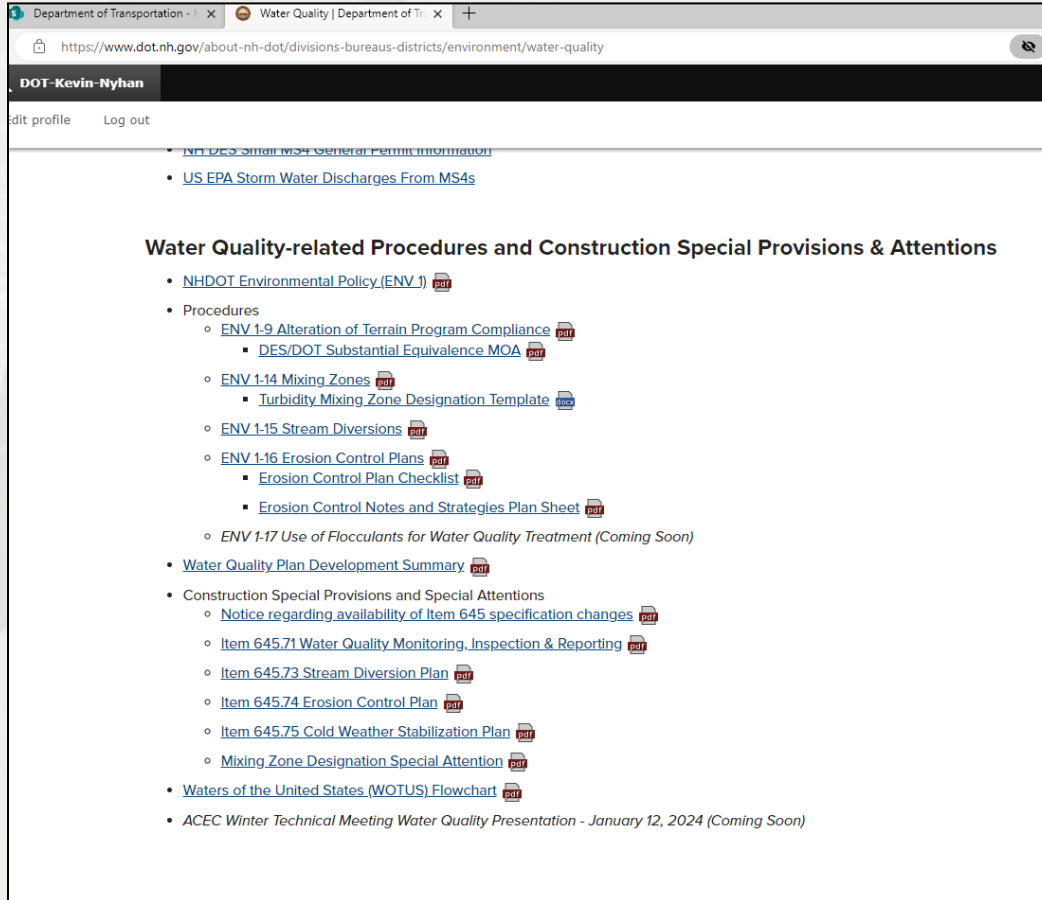 Department of Transportation -
Water Quality | Department of Tr
https://www.dot.nh.gov/about-nh-dot/divisions-bureaus-districts/environment/water-quality
DOT-Kevin-Nyhan
Edit profile Log out
NH DES Small MS4 General Permit Information
US EPA Storm Water Discharges From MS4s
Water Quality-related Procedures and Construction Special Provisions & Attentions
NHDOT Environmental Policy (ENV 1) pdf
Procedures
ENV 1-9 Alteration of Terrain Program Compliance pdf
DES/DOT Substantial Equivalence MOA pdf
ENV 1-14 Mixing Zones pdf
Turbidity Mixing Zone Designation Template docx
ENV 1-15 Stream Diversions pdf
ENV 1-16 Erosion Control Plans pdf
Erosion Control Plan Checklist pdf
Erosion Control Notes and Strategies Plan Sheet pdf
ENV 1-17 Use of Flocculants for Water Quality Treatment (Coming Soon)
Water Quality Plan Development Summary pdf
Construction Special Provisions and Special Attentions
Notice regarding availability of Item 645 specification changes pdf
Item 645.71 Water Quality Monitoring, Inspection & Reporting pdf
Item 645.73 Stream Diversion Plan pdf
Item 645.74 Erosion Control Plan pdf
Item 645.75 Cold Weather Stabilization Plan pdf
Mixing Zone Designation Special Attention pdf
Waters of the United States (WOTUS) Flowchart pdf
ACEC Winter Technical Meeting Water Quality Presentation - January 12, 2024 (Coming Soon)